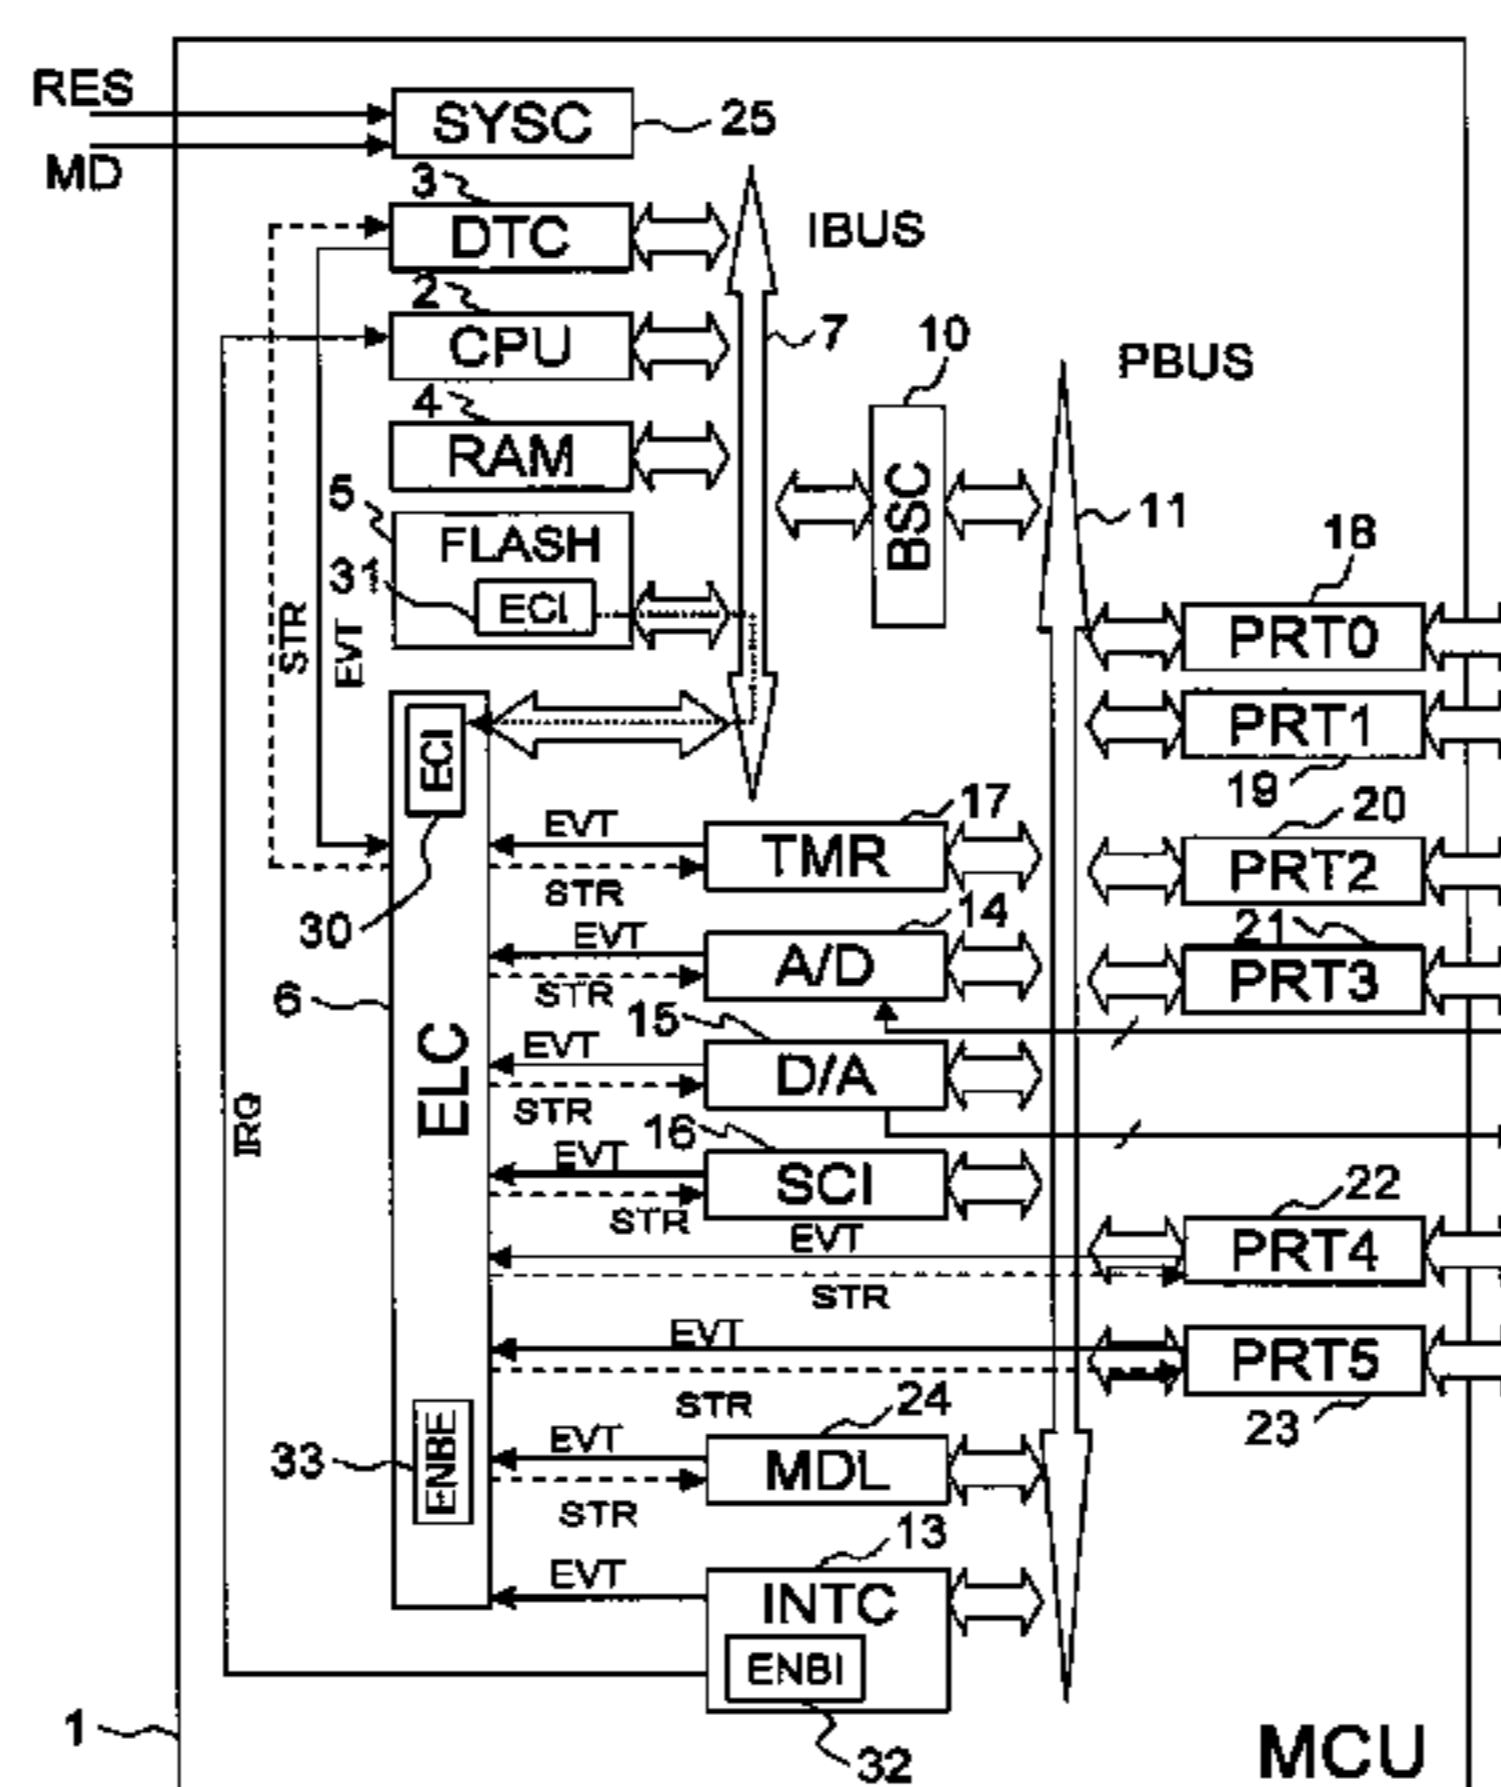 RES
SYSC
25
MD
3
DTC
IBUS
2
CPU
7
10
PBUS
4
RAM
BSC
11
5
FLASH
18
31
ECI
PRT0
STR
EVT
PRT1
19
ECI
EVT
17
TMR
20
PRT2
30
STR
EVT
14
A/D
21
PRT3
6
STR
15
ELC
EVT
D/A
STR
16
IRQ
EVT
SCI
22
STR
EVT
PRT4
STR
EVT
PRT5
STR
24
23
33
ENBE
EVT
MDL
STR
13
EVT
INTC
ENBI
1
32
MCU